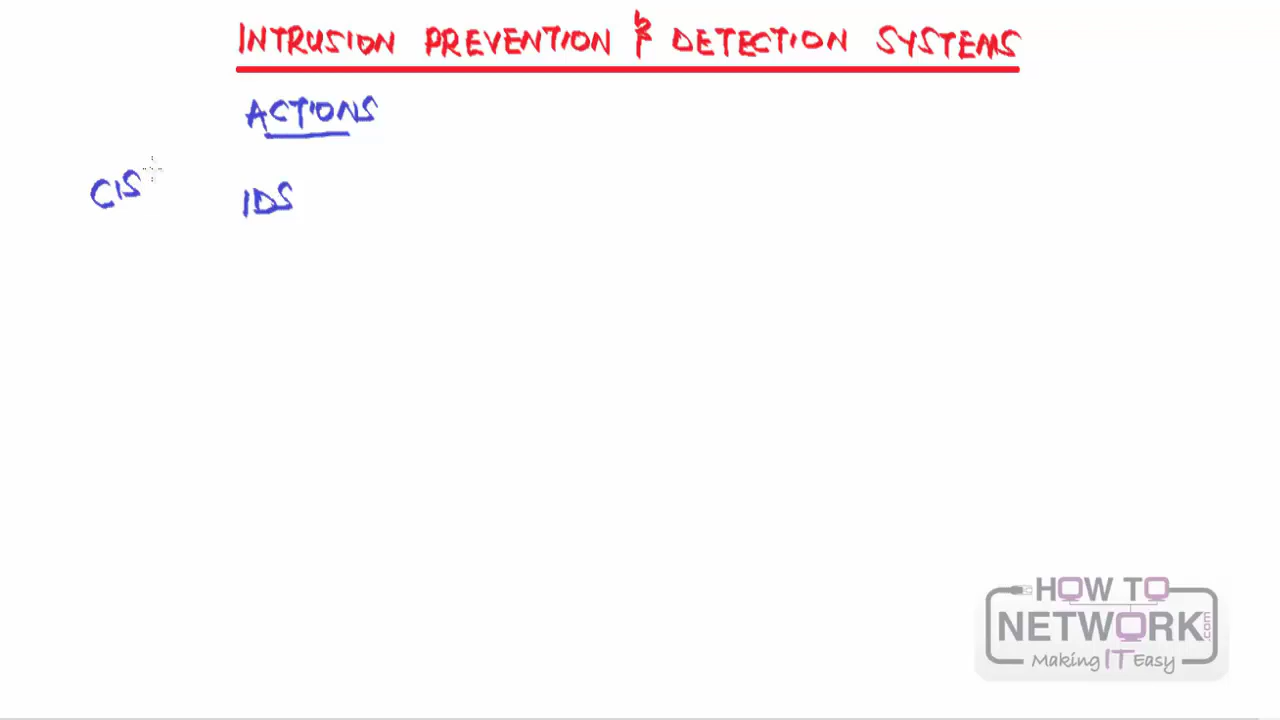 INTRUSION PREVENTION & DETECTION SYSTEMS
ACTIONS
CIS IDS
HOW TO
NETWORK.com
Making IT Easy